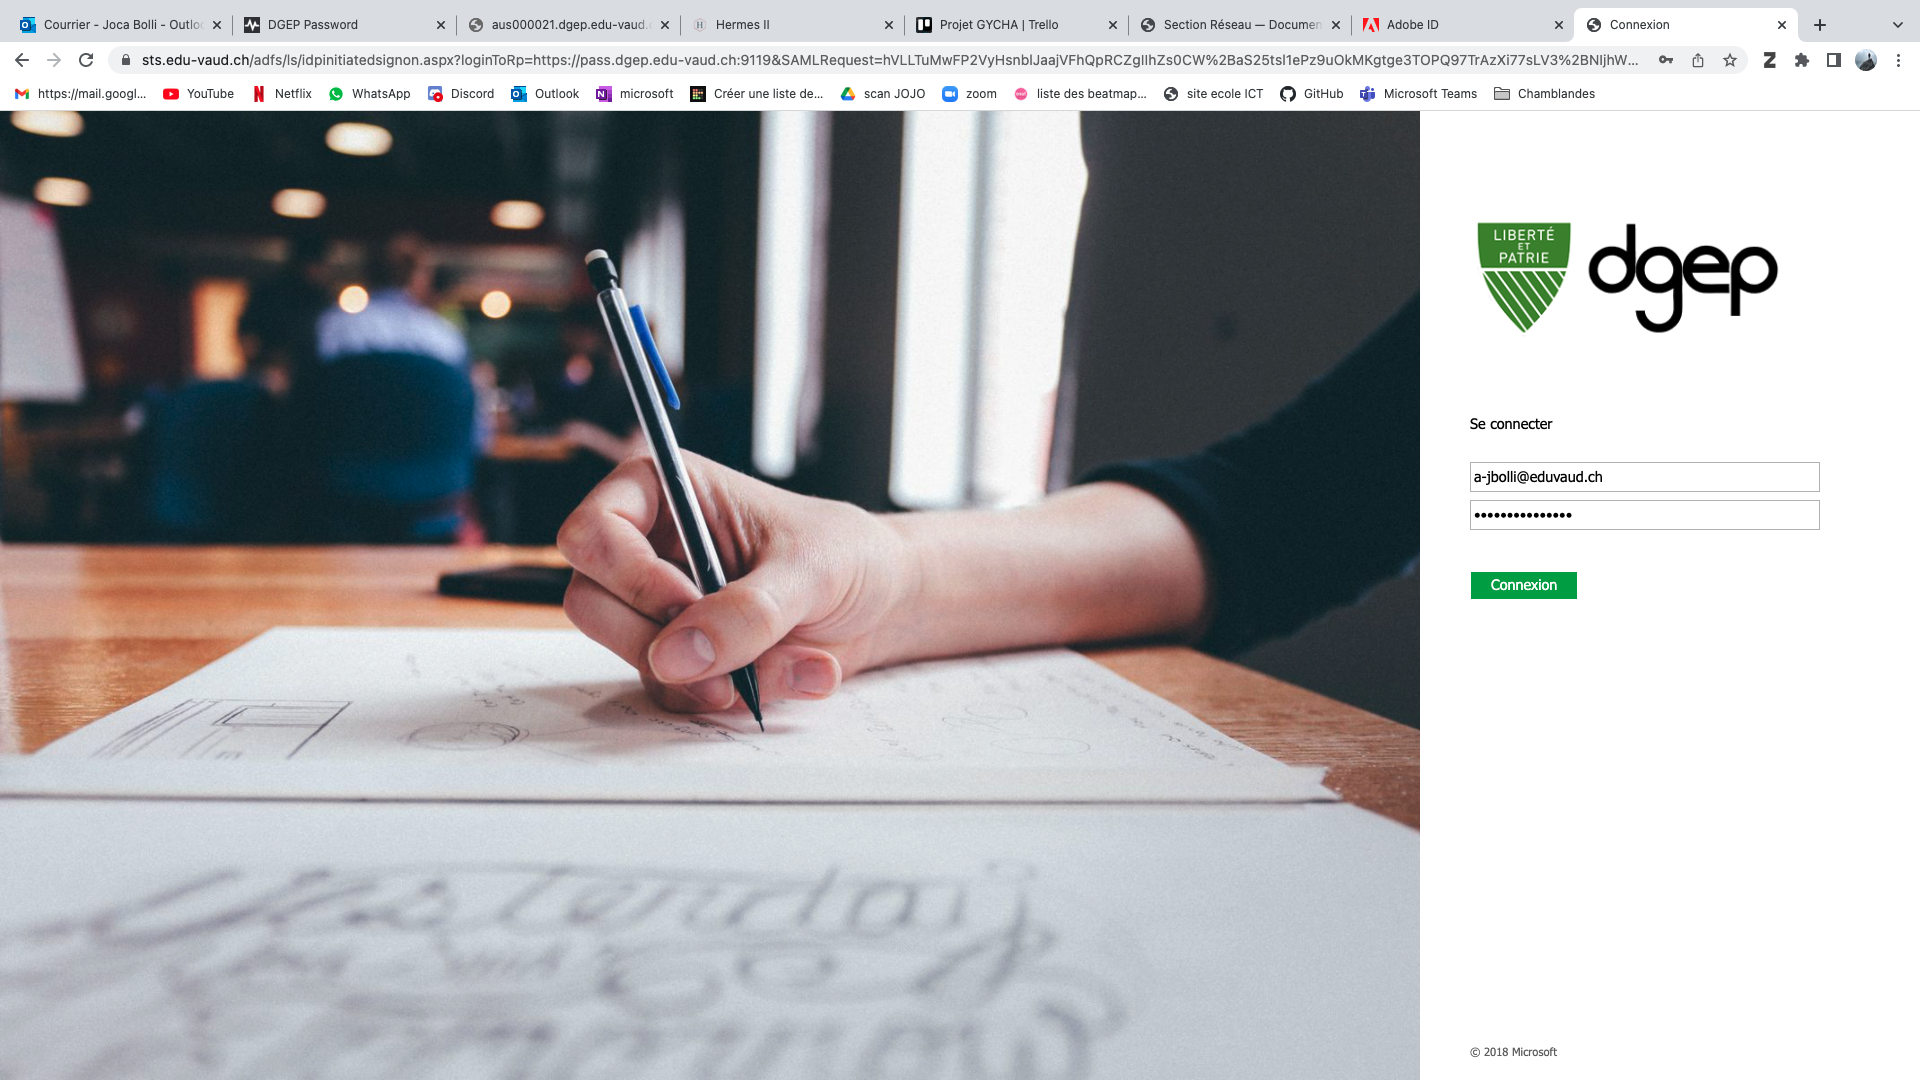 Courrier - Joca Bolli - Outlo
DGEP Password
aus000021.dgep.edu-vaud.c
Hermes II
Projet GYCHA | Trello
Section Réseau — Documen
Adobe ID
Connexion
sts.edu-vaud.ch/adfs/ls/idpinitiatedsignon.aspx?loginToRp=https://pass.dgep.edu-vaud.ch:9119&SAMLRequest=hVLLTuMwFP2VyHsnblJaajVFhQpRCZgIIhZs0CW%2BaS25tsl1ePz9uOkMKgtge3TOPQ97TrAzXi77sLV3%2BNIjhW...
https://mail.googl...
YouTube
Netflix
WhatsApp
Discord
Outlook
microsoft
Créer une liste de...
scan JOJO
zoom
liste des beatmap...
site ecole ICT
GitHub
Microsoft Teams
Chamblandes
LIBERTÉ
ET
PATRIE
dgep
Se connecter
a-jbolli@eduvaud.ch
•••••••••••••••
Connexion
© 2018 Microsoft